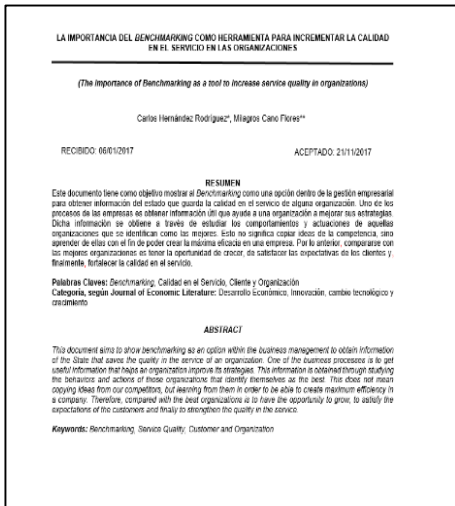 LA IMPORTANCIA DEL BENCHMARKING COMO HERRAMIENTA PARA INCREMENTAR LA CALIDAD
EN EL SERVICIO EN LAS ORGANIZACIONES
(The importance of Benchmarking as a tool to increase service quality in organizations)
Carlos Hernández Rodríguez*, Milagros Cano Flores**
RECIBIDO: 06/01/2017 ACEPTADO: 21/11/2017
RESUMEN
Este documento tiene como objetivo mostrar al Benchmarking como una opción dentro de la gestión empresarial
para obtener información del estado que guarda la calidad en el servicio de alguna organización. Uno de los
procesos de las empresas es obtener información útil que ayude a una organización a mejorar sus estrategias.
Dicha información se obtiene a través de estudiar los comportamientos y actuaciones de aquellas
organizaciones que se identifican como las mejores. Esto no significa copiar ideas de la competencia, sino
aprender de ellas con el fin de poder crear la máxima eficacia en una empresa. Por lo anterior, compararse con
las mejores organizaciones es tener la oportunidad de crecer, de satisfacer las expectativas de los clientes y,
finalmente, fortalecer la calidad en el servicio.
Palabras Claves: Benchmarking, Calidad en el Servicio, Cliente y Organización
Categoría, según Journal of Economic Literature: Desarrollo Económico, Innovación, cambio tecnológico y
crecimiento
ABSTRACT
This document aims to show benchmarking as an option within the business management to obtain information
of the State that saves the quality in the service of an organization. One of the business processes is to get
useful information that helps an organization improve its strategies. This information is obtained through studying
the behaviors and actions of those organizations that identify themselves as the best. This does not mean
copying ideas from our competitors, but learning from them in order to be able to create maximum efficiency in
a company. Therefore, compared with the best organizations is to have the opportunity to grow, to satisfy the
expectations of the customers and finally to strengthen the quality in the service.
Keywords: Benchmarking, Service Quality, Customer and Organization